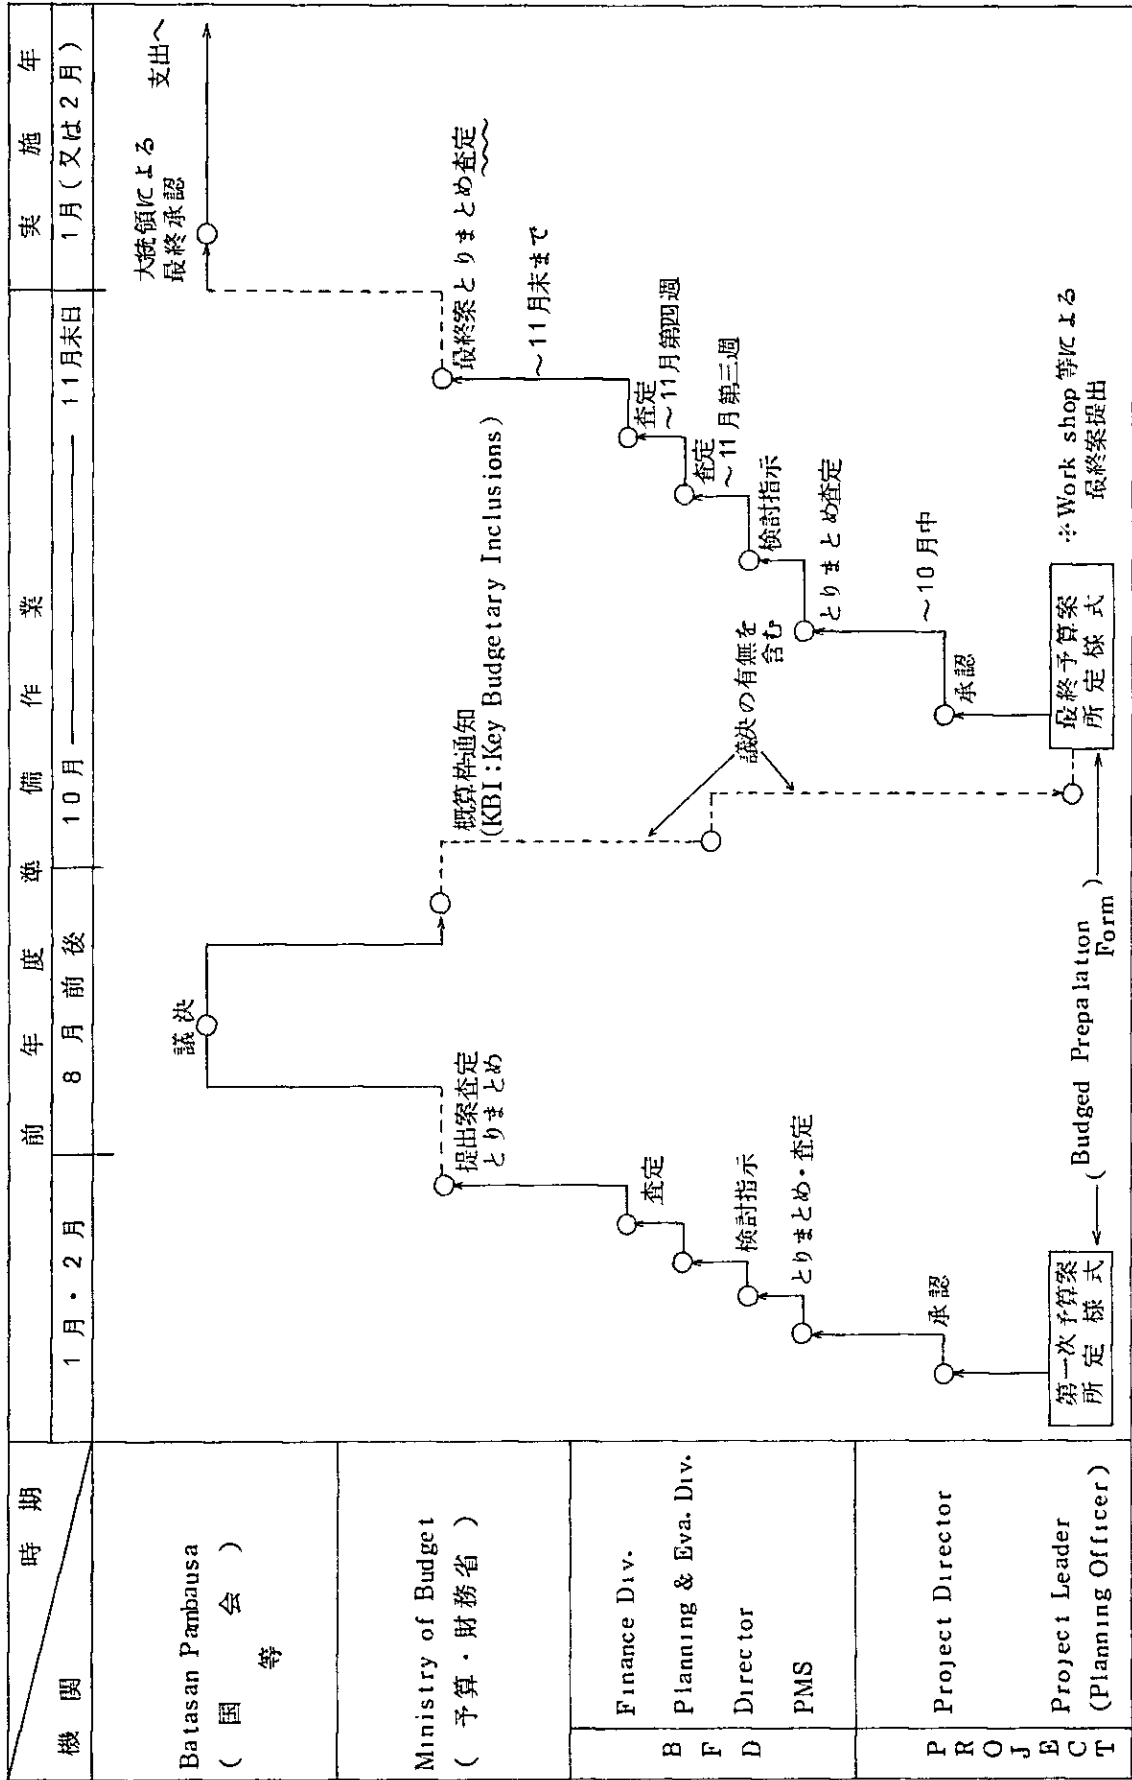 機関
時期
前年度準備作業
実施年
1月・2月
8月前後
10月
11月末日
1月(又は2月)
Batasan Pambausa
(国会)
等
議決
大統領による
最終承認
支出へ
Ministry of Budget
(予算・財務省)
提出案査定
とりまとめ
概算枠通知
(KBI:Key Budgetary Inclusions)
最終案とりまとめ査定
~11月末まで
BFD
Finance Div.
査定
査定
~11月第四週
Planning & Eva. Div.
査定
~11月第三週
Director
検討指示
議決の有無を
含む
検討指示
PMS
とりまとめ・査定
とりまとめ査定
PROJECT
Project Director
承認
承認
~10月中
Project Leader
(Planning Officer)
第一次予算案
所定様式
(Budged Prepalation
Form)
最終予算案
所定様式
※Work shop等による
最終案提出